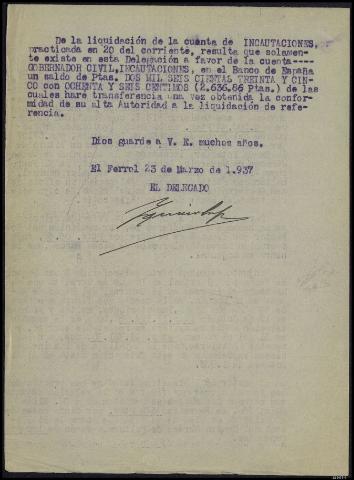 De la liquidación de la cuenta de INCAUTACIONES,
practicada en 20 del corriente, resulta que solamen-
te existe en esta Delegación a favor de la cuenta----
GOBERNADOR CIVIL,INCAUTACIONES, en el Banco de España
un saldo de Ptas. DOS MIL SEIS CIENTAS TREINTA Y CIN-
CO con OCHENTA Y SEIS CENTIMOS (2.636,86 Ptas.) de las
cuales haré transferencia una vez obtenida la confor-
midad de su alta Autoridad a la liquidación de refe-
rencia.
Dios guarde a V. E. muchos años.
El Ferrol 23 de Marzo de 1.937
EL DELEGADO